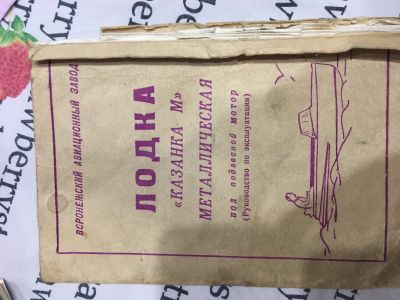 ВОРОНЕЖСКИЙ АВИАЦИОННЫЙ ЗАВОД
ЛОДКА
«КАЗАНКА М»
МЕТАЛЛИЧЕСКАЯ
под подвесной мотор
(Руководство по эксплуатации)